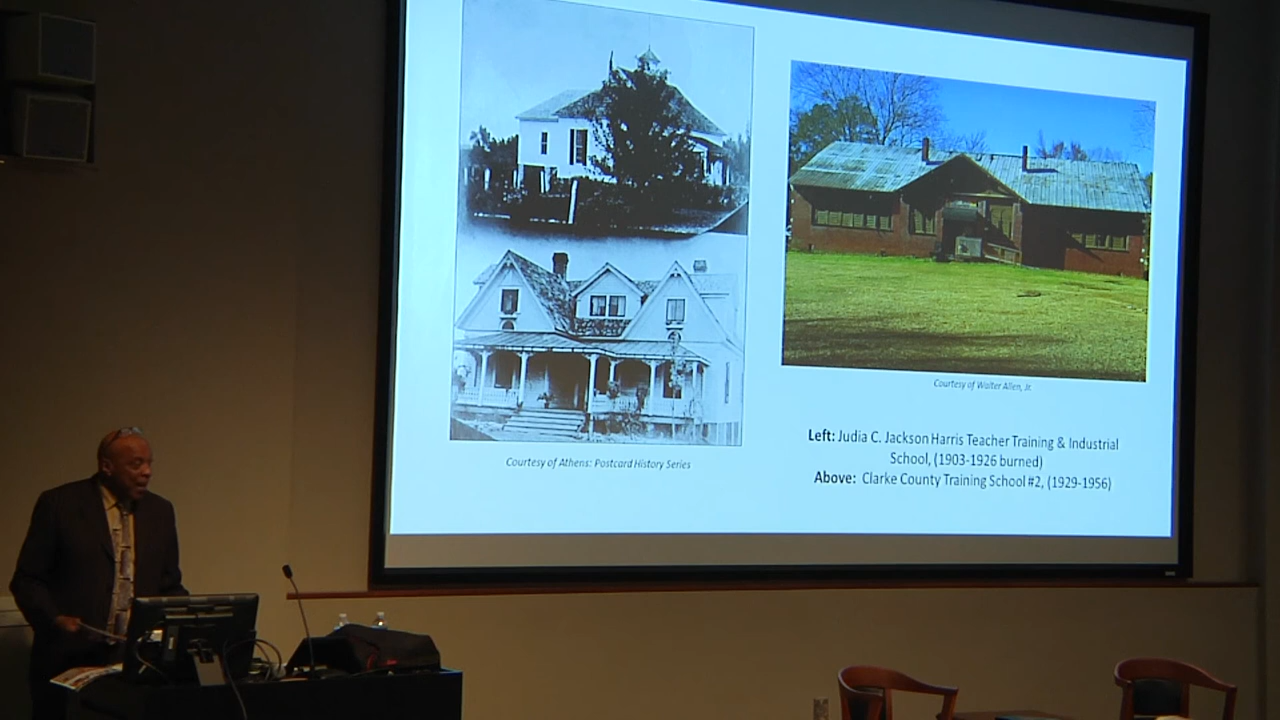 Courtesy of Athens: Postcard History Series
Courtesy of Walter Allen, Jr.
Left: Judia C. Jackson Harris Teacher Training & Industrial
School, (1903-1926 burned)
Above: Clarke County Training School #2, (1929-1956)